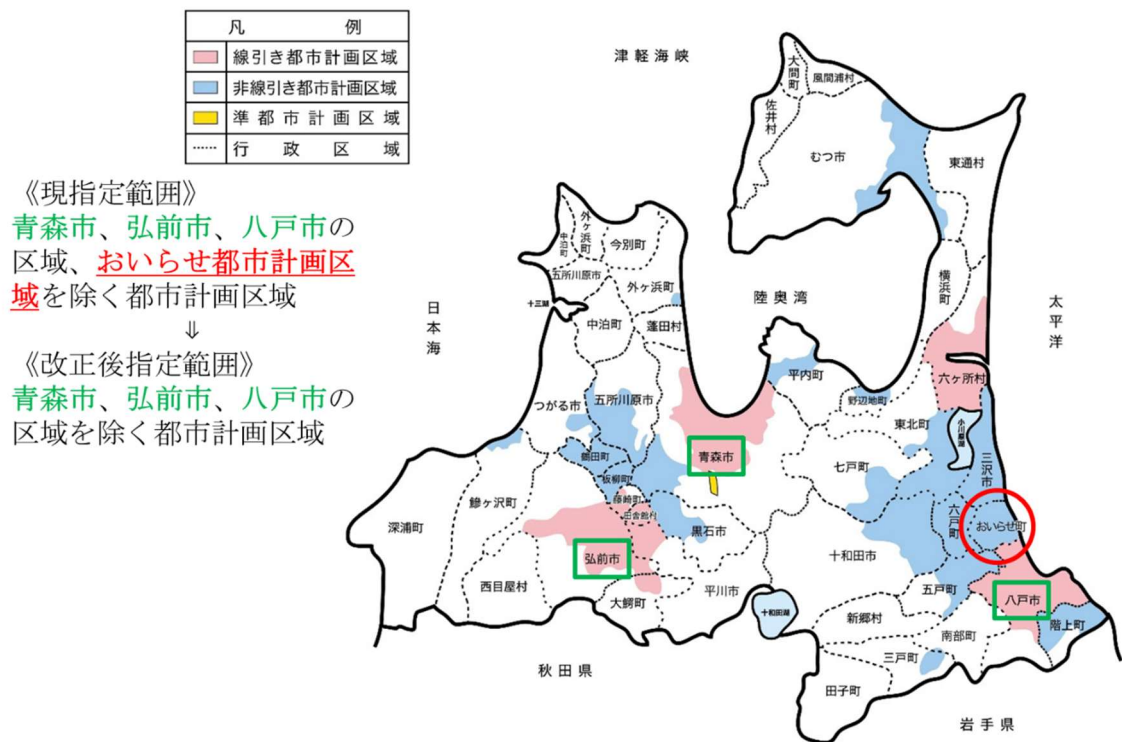 凡例
線引き都市計画区域
非線引き都市計画区域
準都市計画区域
行政区域
《現指定範囲》
青森市、弘前市、八戸市の
区域、おいらせ都市計画区
域を除く都市計画区域
⇓
《改正後指定範囲》
青森市、弘前市、八戸市の
区域を除く都市計画区域
津軽海峡
大間町
風間浦村
佐井村
むつ市
東通村
外ヶ浜町
中泊町
今別町
五所川原市
外ヶ浜町
横浜町
陸奥湾
太平洋
日本海
十三湖
中泊町
蓬田村
平内町
六ヶ所村
野辺地町
つがる市
五所川原市
東北町
小川原湖
青森市
鶴田町
七戸町
三沢市
板柳町
藤崎町
田舎館村
鰺ヶ沢町
深浦町
黒石市
六戸町
おいらせ町
弘前市
十和田市
西目屋村
平川市
五戸町
八戸市
大鰐町
十和田湖
新郷村
階上町
南部町
三戸町
秋田県
田子町
岩手県